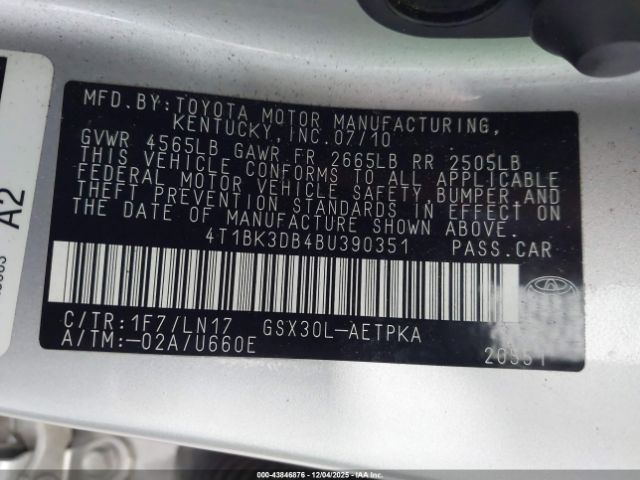 MFD.BY:TOYOTA MOTOR MANUFACTURING,
KENTUCKY,INC.07/10
GVWR 4565LB GAWR FR 2665LB RR 2505LB
THIS VEHICLE CONFORMS TO ALL APPLICABLE
FEDERAL MOTOR VEHICLE SAFETY,BUMPER,AND
THEFT PREVENTION STANDARDS IN EFFECT ON
THE DATE OF MANUFACTURE SHOWN ABOVE.
4T1BK3DB4BU390351 PASS.CAR
C/TR:1F7/LN17 GSX30L-AETPKA
A/TM:-02A/U660E
A2
© 43846876 - 12/04/2025 - IAA Holdings, LLC